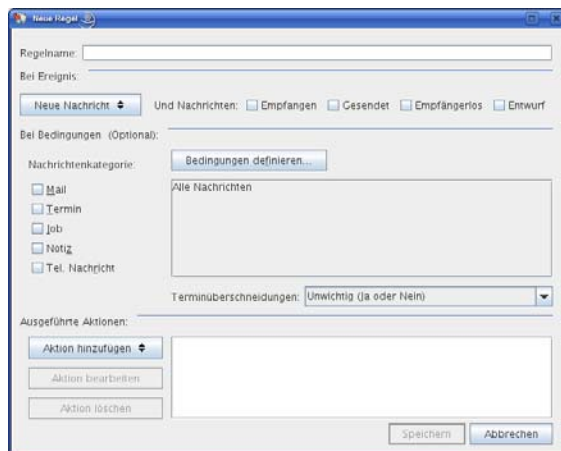 Neue Regel
Regelname:
Bei Ereignis:
Neue Nachricht Und Nachrichten: Empfangen Gesendet Empfängerlos Entwurf
Bei Bedingungen (Optional):
Nachrichtenkategorie: Bedingungen definieren...
Alle Nachrichten
Mail
Termin
Job
Notiz
Tel. Nachricht
Terminüberschneidungen: Unwichtig (Ja oder Nein)
Ausgeführte Aktionen:
Aktion hinzufügen
Aktion bearbeiten
Aktion löschen
Speichern Abbrechen